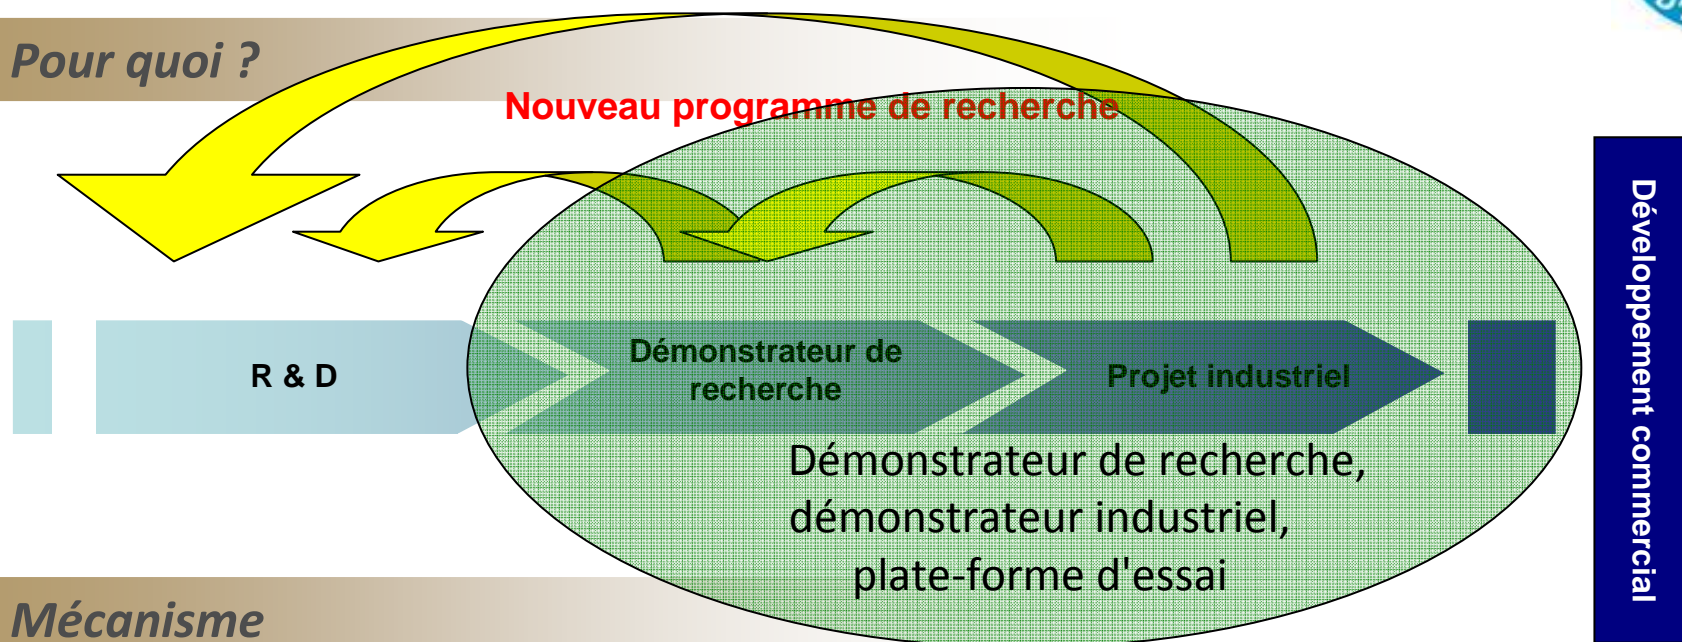 Pour quoi ?
Nouveau programme de recherche
R & D
Démonstrateur de
recherche
Projet industriel
Démonstrateur de recherche,
démonstrateur industriel,
plate-forme d'essai
Développement commercial
Mécanisme